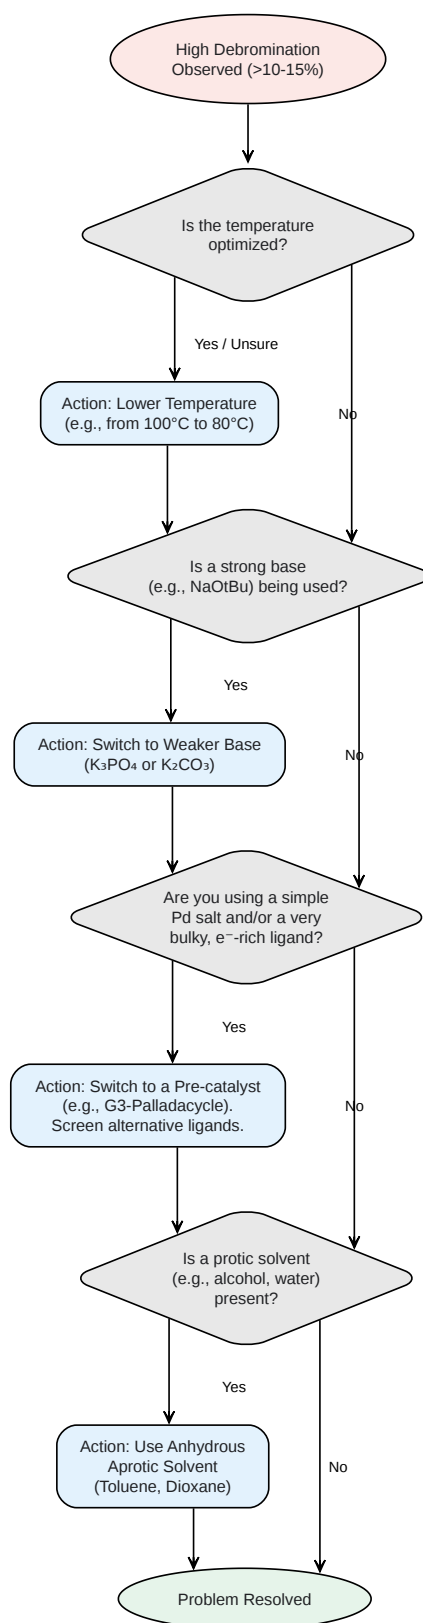 High Debromination
Observed (>10-15%)
Is the temperature
optimized?
Yes / Unsure
Action: Lower Temperature
(e.g., from 100°C to 80°C)
No
Is a strong base
(e.g., NaOtBu) being used?
Yes
Action: Switch to Weaker Base
(K₃PO₄ or K₂CO₃)
No
Are you using a simple
Pd salt and/or a very
bulky, e⁻-rich ligand?
Yes
Action: Switch to a Pre-catalyst
(e.g., G3-Palladacycle).
Screen alternative ligands.
No
Is a protic solvent
(e.g., alcohol, water)
present?
Yes
Action: Use Anhydrous
Aprotic Solvent
(Toluene, Dioxane)
No
Problem Resolved